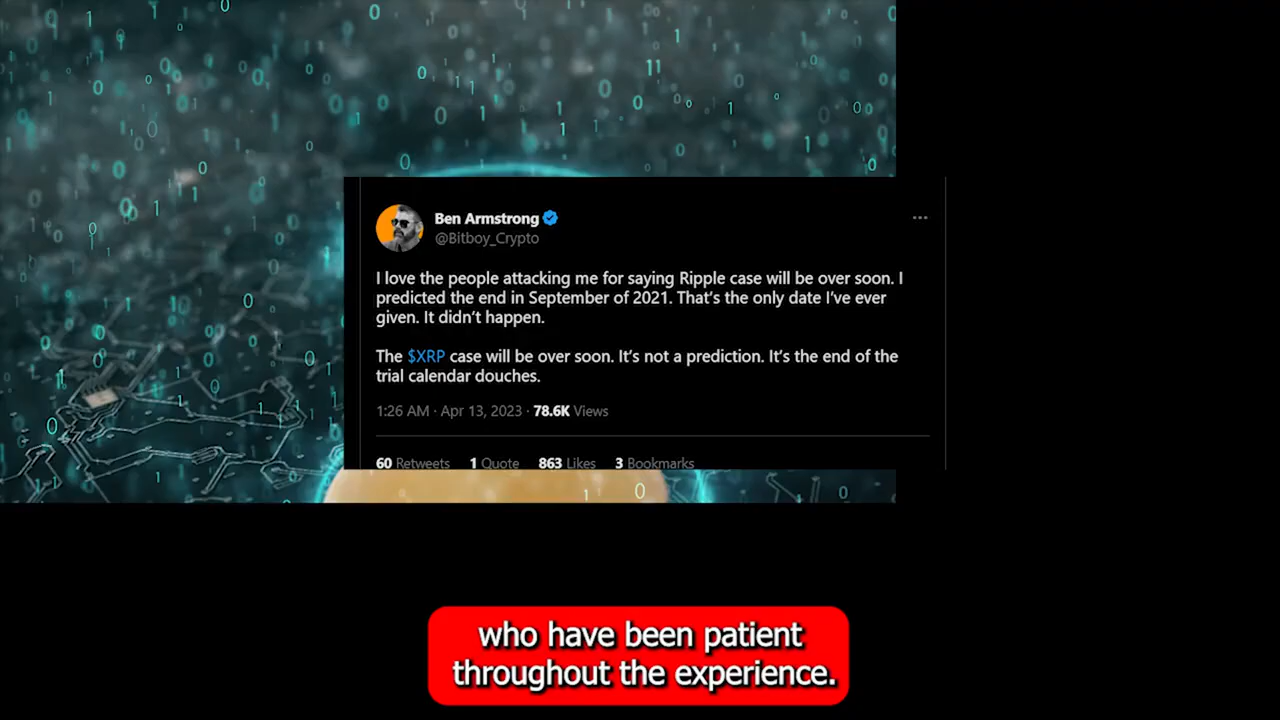 Ben Armstrong
@Bitboy_Crypto
I love the people attacking me for saying Ripple case will be over soon. I
predicted the end in September of 2021. That's the only date I've ever
given. It didn't happen.
The $XRP case will be over soon. It's not a prediction. It's the end of the
trial calendar douches.
1:26 AM · Apr 13, 2023 · 78.6K Views
60 Retweets 1 Quote 863 Likes 3 Bookmarks
who have been patient
throughout the experience.